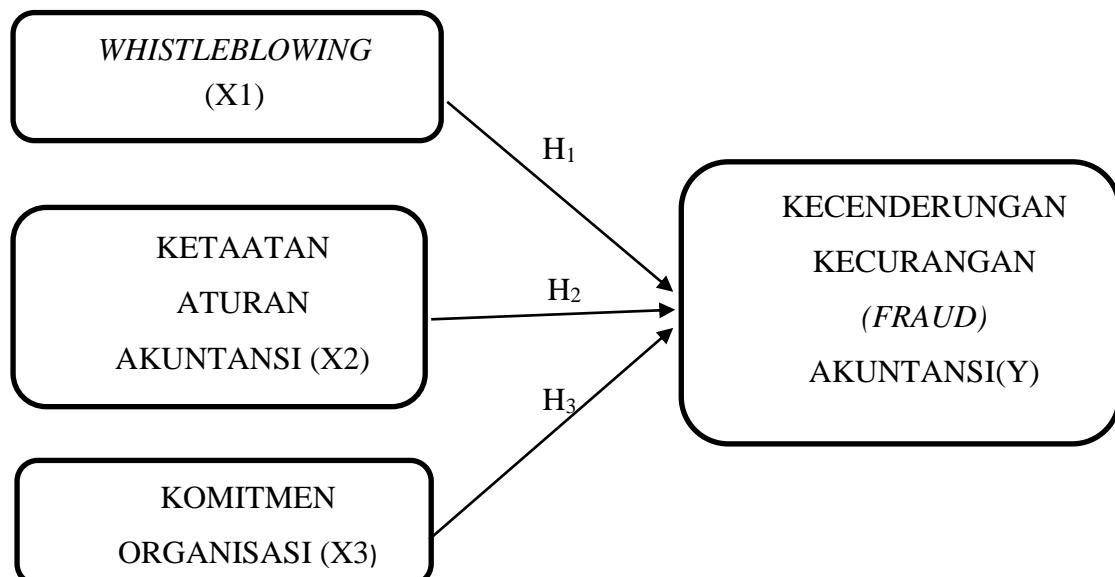 WHISTLEBLOWING
(X1)
H₁
KETAATAN
ATURAN
AKUNTANSI (X2)
H₂
KECENDERUNGAN
KECURANGAN
(FRAUD)
AKUNTANSI(Y)
H₃
KOMITMEN
ORGANISASI (X3)